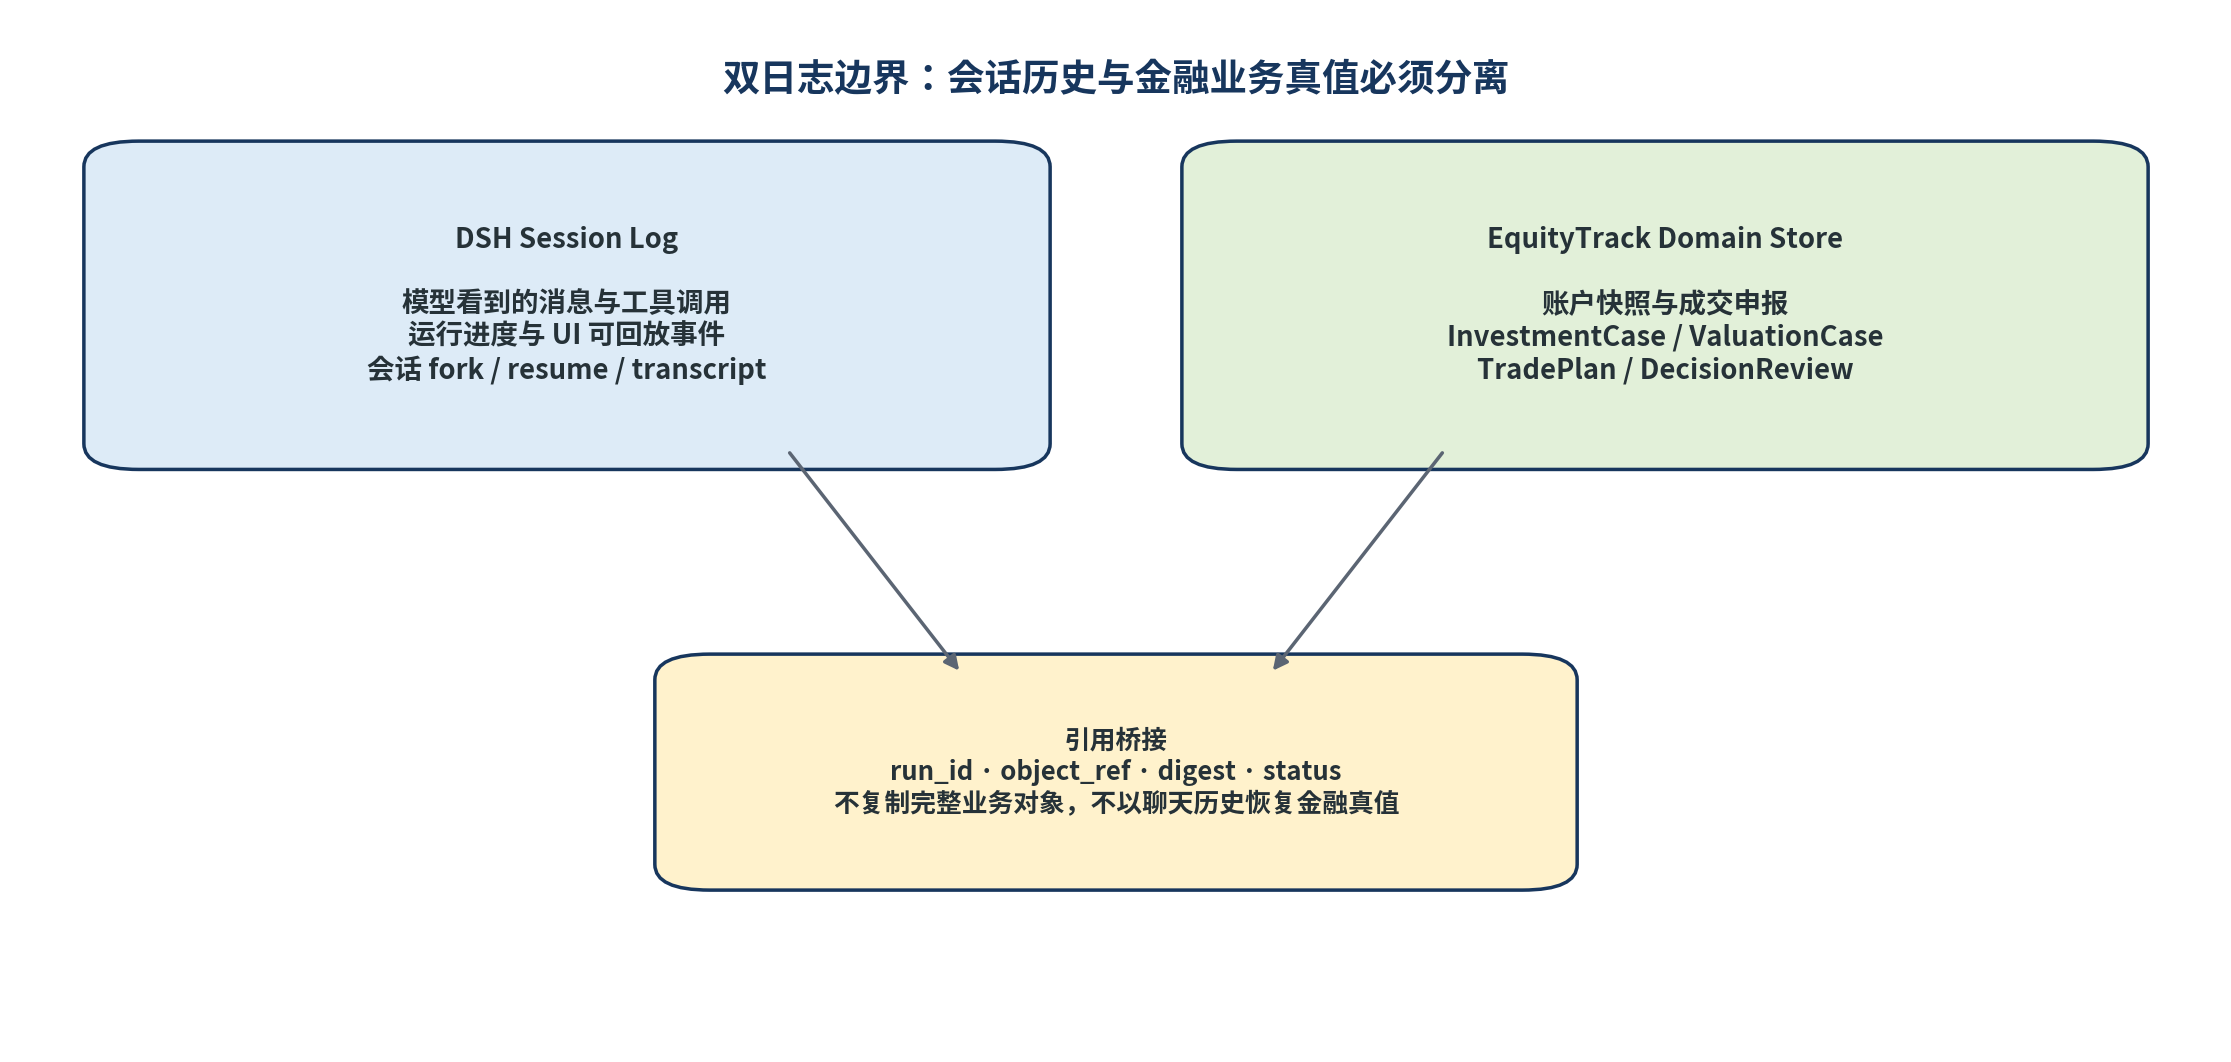 双日志边界：会话历史与金融业务真值必须分离
DSH Session Log
模型看到的消息与工具调用
运行进度与 UI 可回放事件
会话 fork / resume / transcript
EquityTrack Domain Store
账户快照与成交申报
InvestmentCase / ValuationCase
TradePlan / DecisionReview
引用桥接
run_id · object_ref · digest · status
不复制完整业务对象，不以聊天历史恢复金融真值